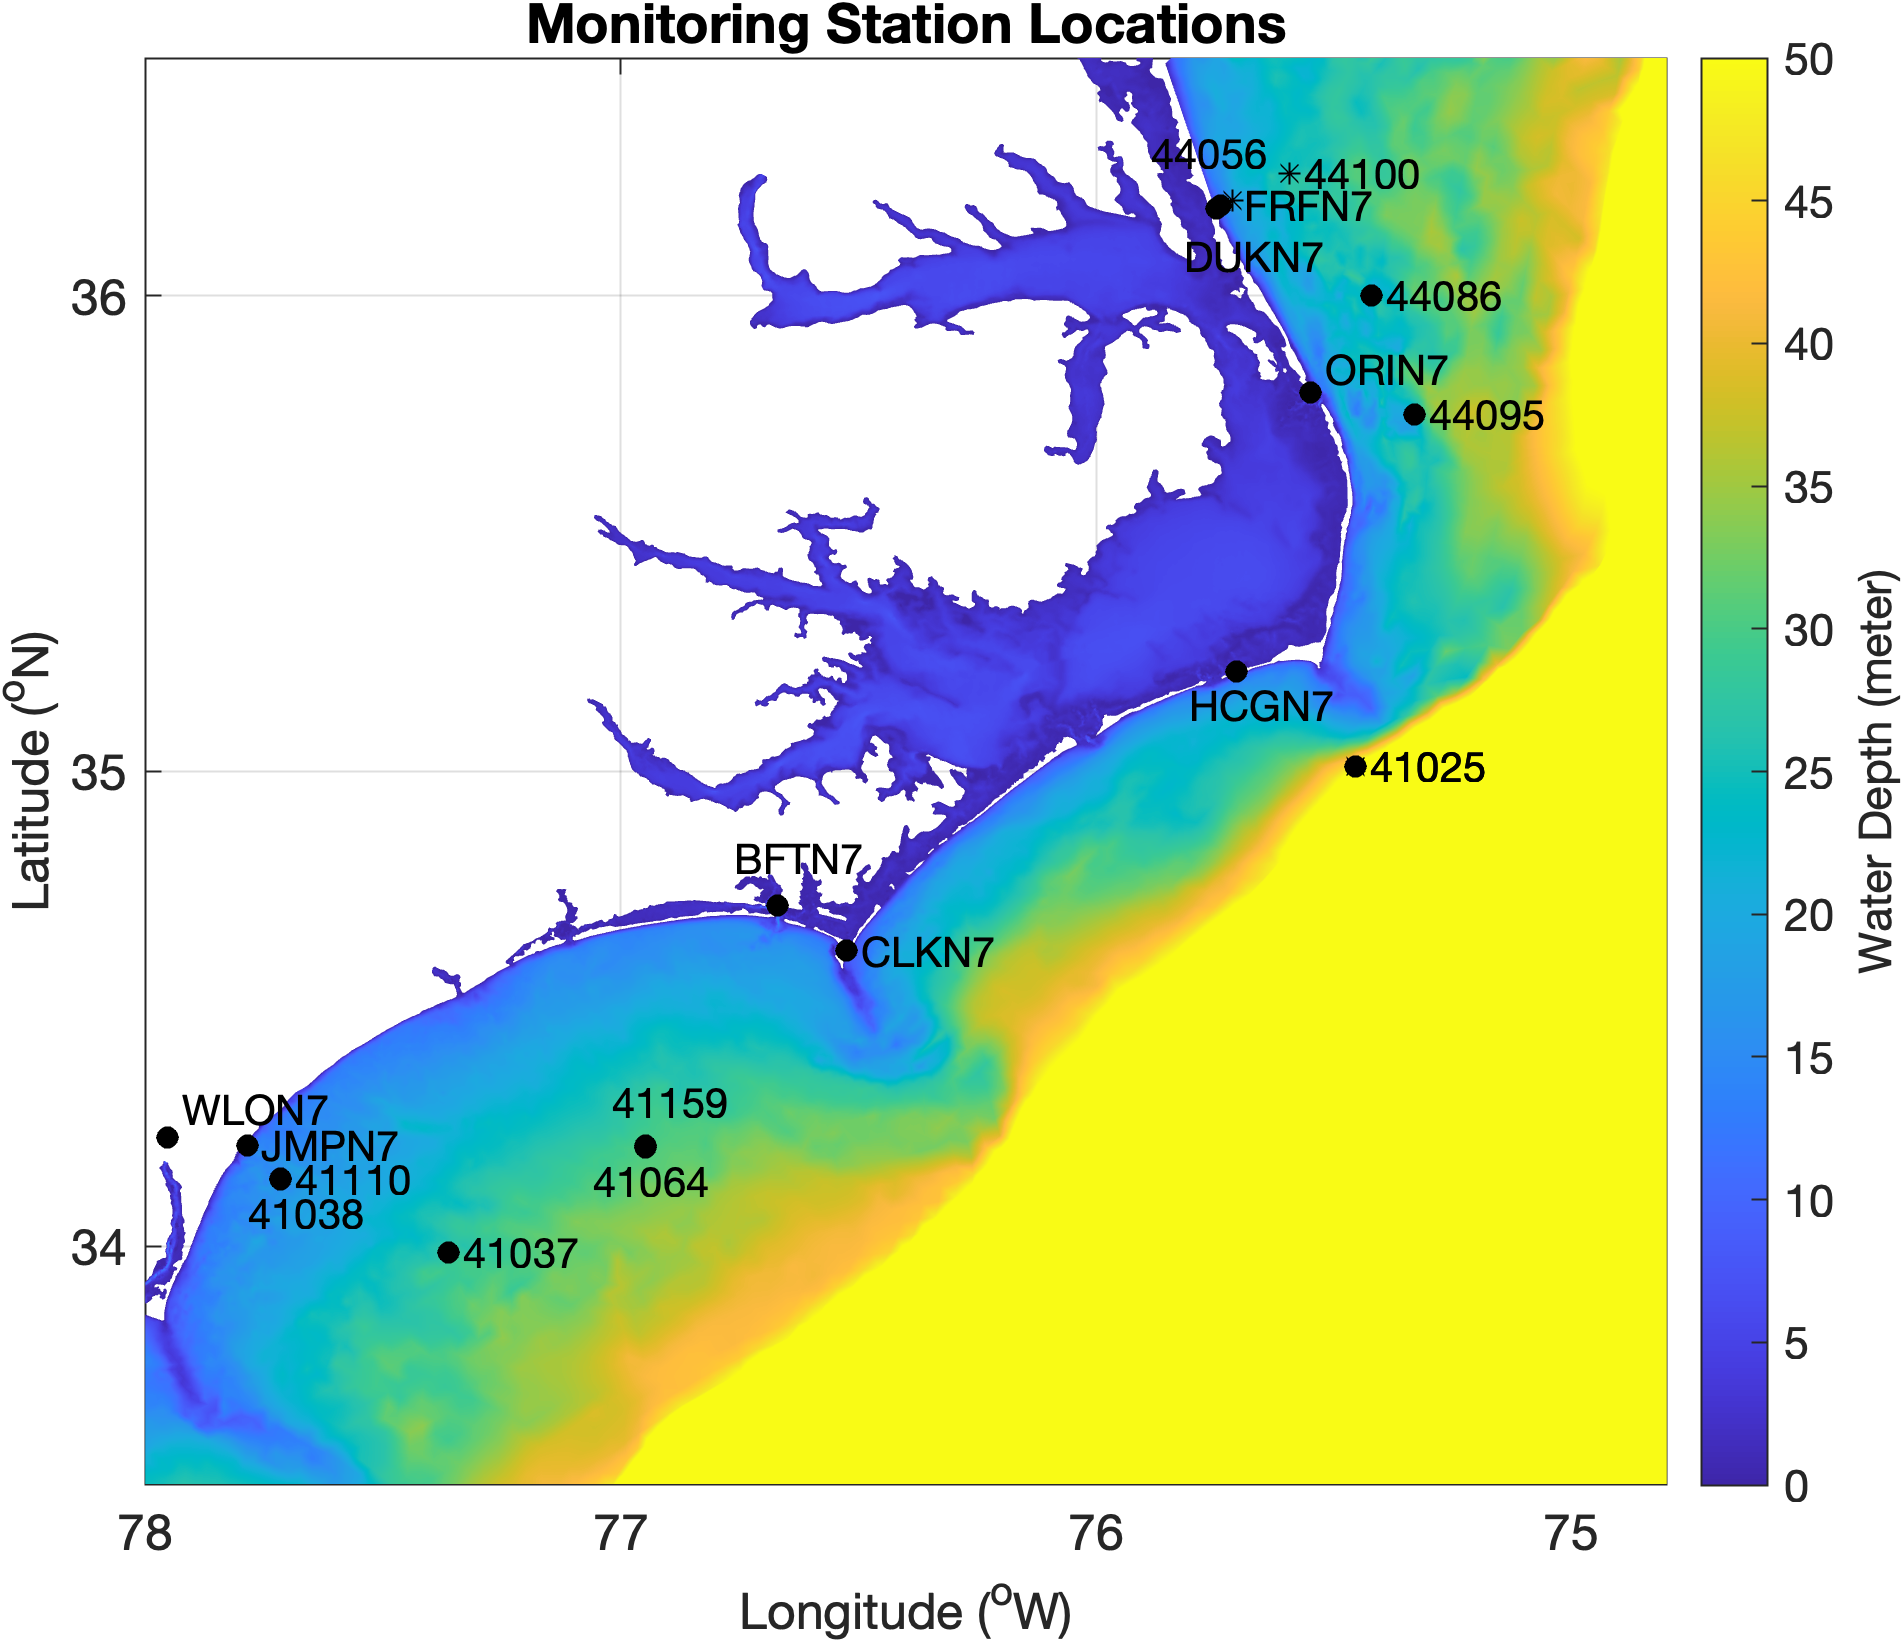 Monitoring Station Locations
44056
44100
FRFN7
DUKN7
44086
ORIN7
44095
HCGN7
41025
BFTN7
CLKN7
WLON7
JMPN7
41110
41038
41159
41064
41037
36
35
34
Latitude (°N)
78
77
76
75
Longitude (°W)
50
45
40
35
30
25
20
15
10
5
0
Water Depth (meter)